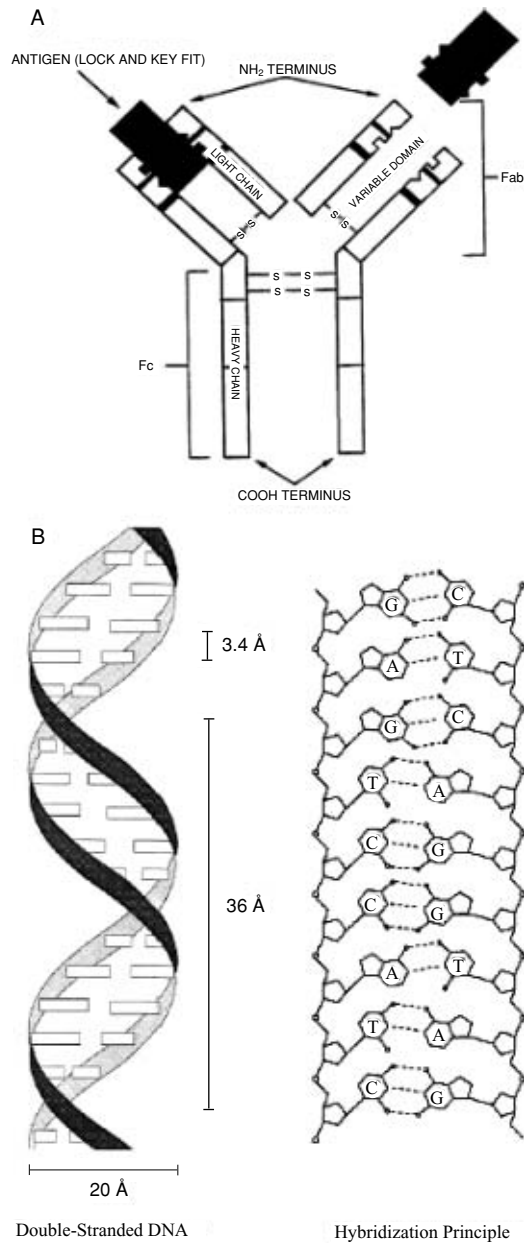 A
ANTIGEN (LOCK AND KEY FIT)
NH₂ TERMINUS
LIGHT CHAIN
VARIABLE DOMAIN
Fab
S S
S S
S S
S S
Fc
HEAVY CHAIN
COOH TERMINUS
B
3.4 Å
36 Å
20 Å
G C
A T
G C
T A
C G
C G
A T
T A
C G
Double-Stranded DNA
Hybridization Principle